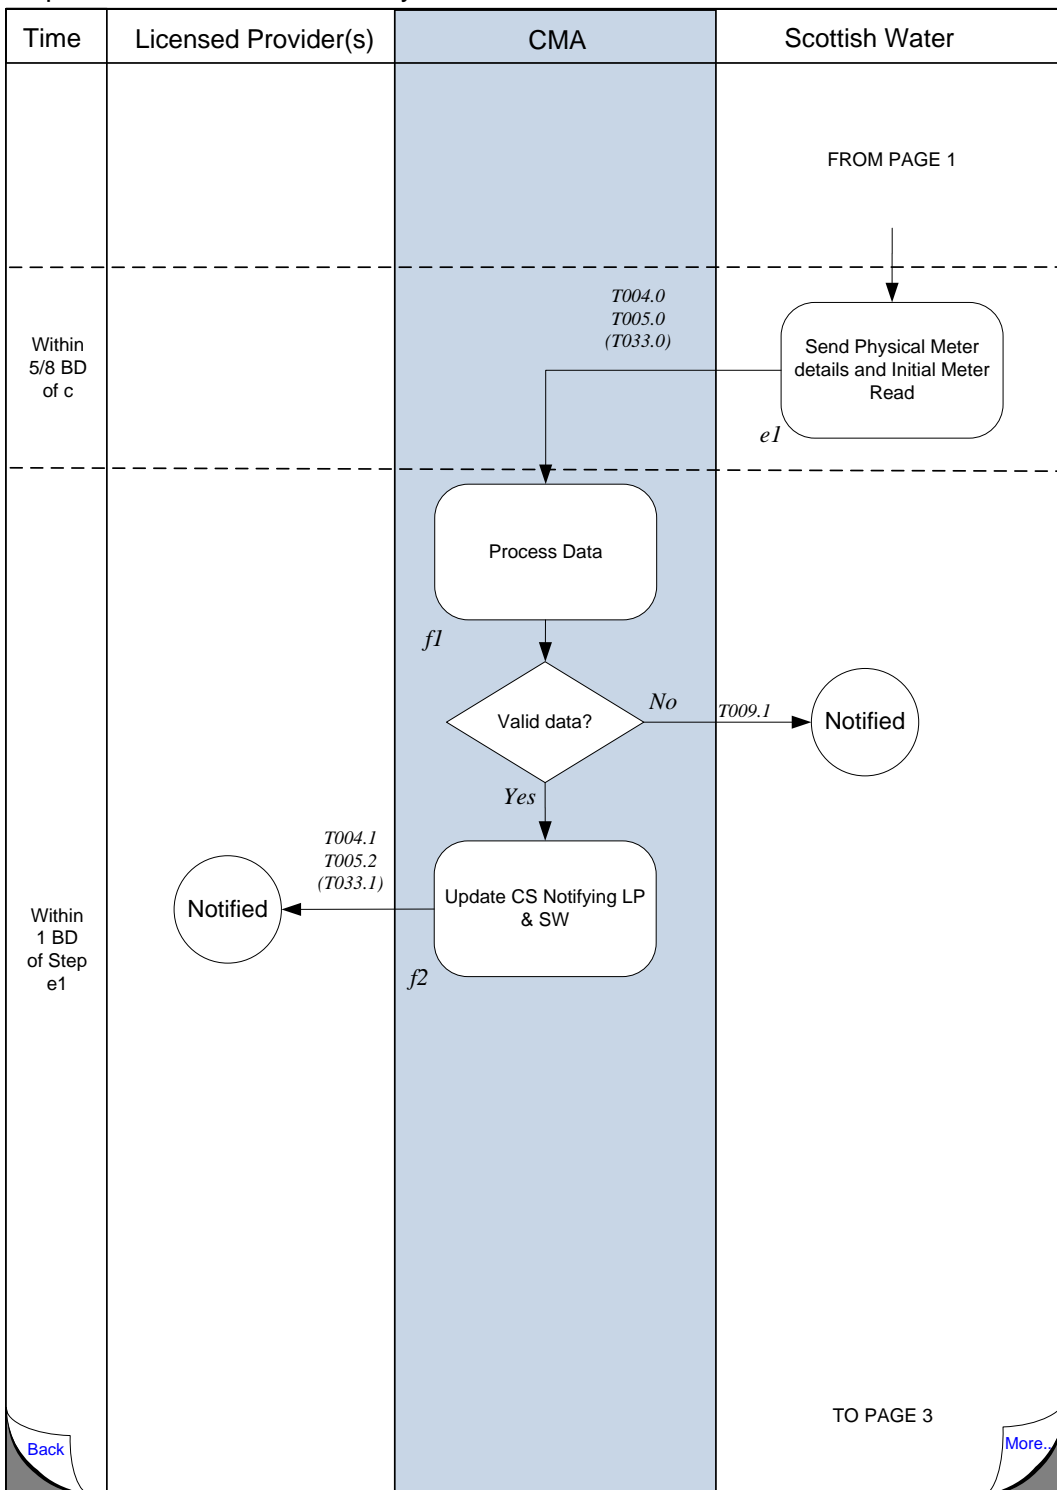 Time
Licensed Provider(s)
CMA
Scottish Water
FROM PAGE 1
Within
5/8 BD
of c
T004.0
T005.0
(T033.0)
Send Physical Meter
details and Initial Meter
Read
e1
Process Data
f1
Valid data?
No
T009.1
Notified
Yes
T004.1
T005.2
(T033.1)
Notified
Update CS Notifying LP
& SW
f2
Within
1 BD
of Step
e1
TO PAGE 3
Back
More..